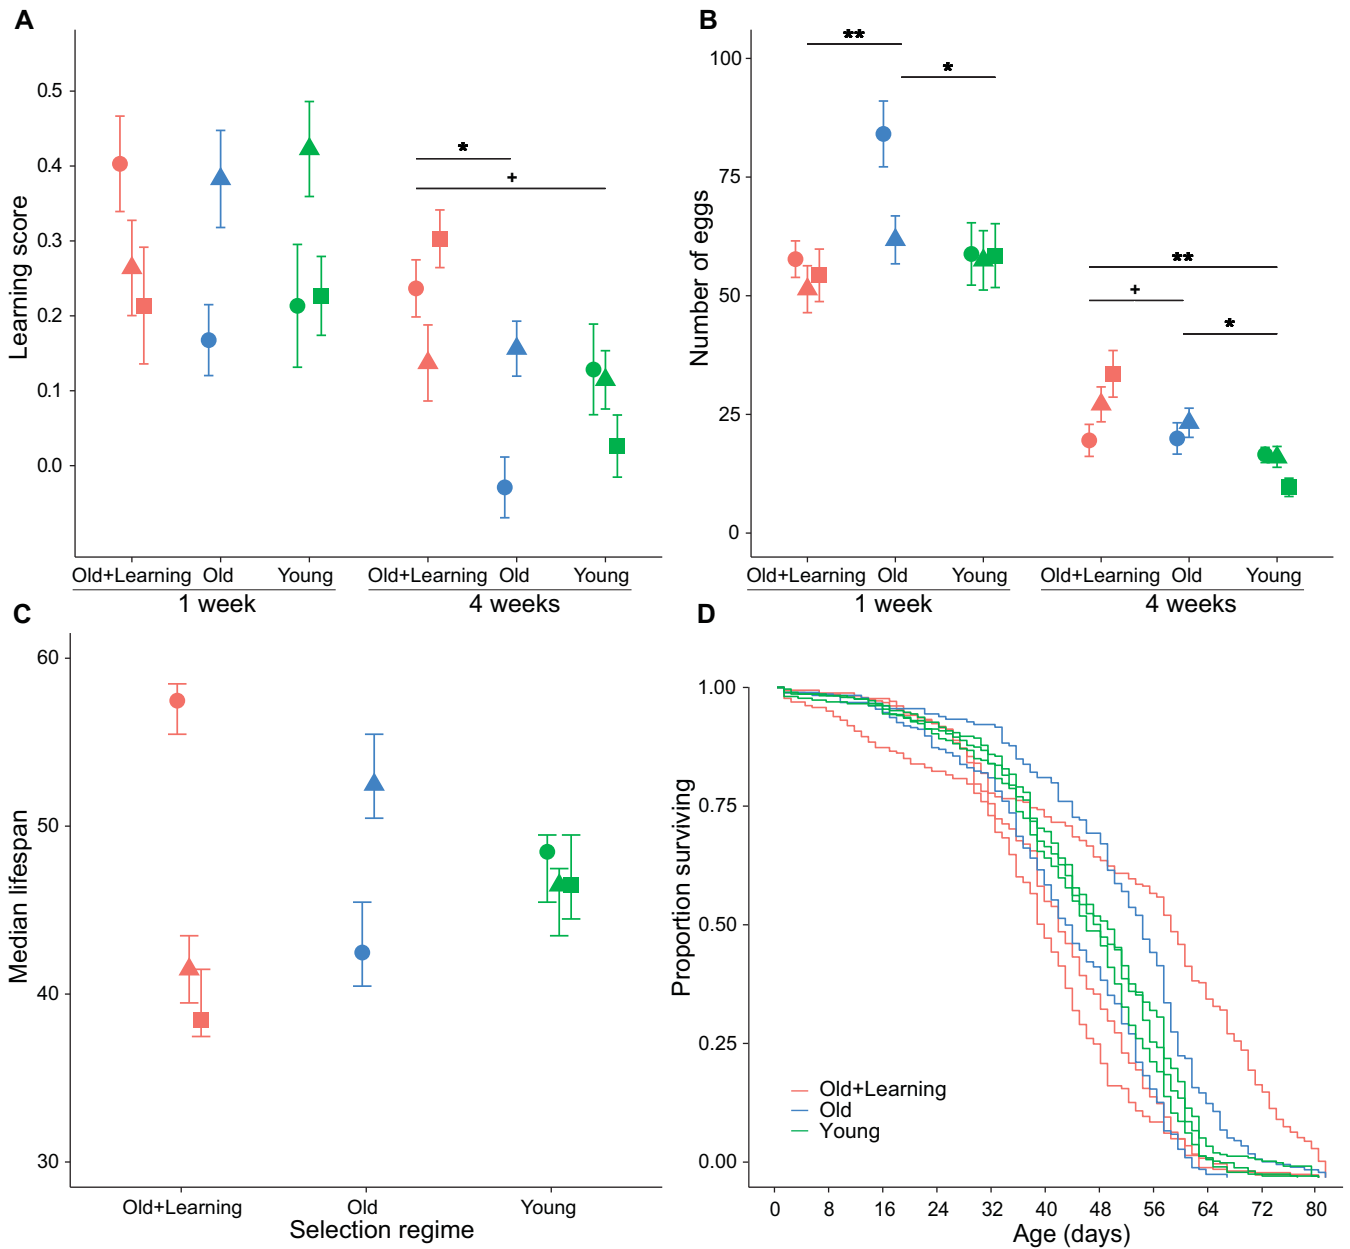 A
Learning score
0.5
0.4
0.3
0.2
0.1
0.0
*
+
Old+Learning Old Young
1 week
Old+Learning Old Young
4 weeks
B
Number of eggs
100
75
50
25
0
**
*
**
+
*
Old+Learning Old Young
1 week
Old+Learning Old Young
4 weeks
C
Median lifespan
60
50
40
30
Old+Learning Old Young
Selection regime
D
Proportion surviving
1.00
0.75
0.50
0.25
0.00
Old+Learning
Old
Young
0 8 16 24 32 40 48 56 64 72 80
Age (days)